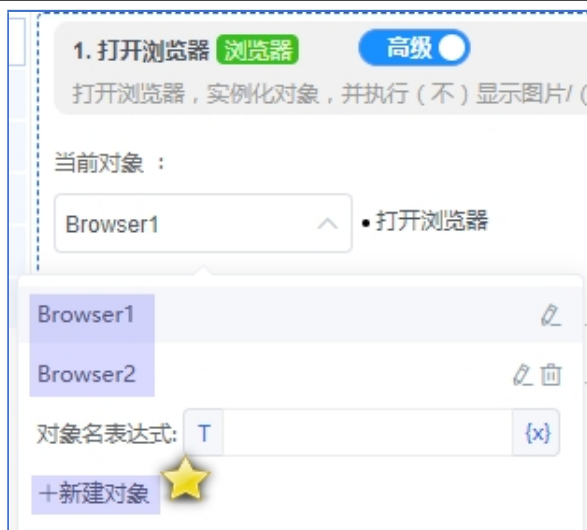 1. 打开浏览器 浏览器 高级
打开浏览器，实例化对象，并执行（不）显示图片/（
当前对象 ：
Browser1 •打开浏览器
Browser1
Browser2
对象名表达式: T {x}
＋新建对象